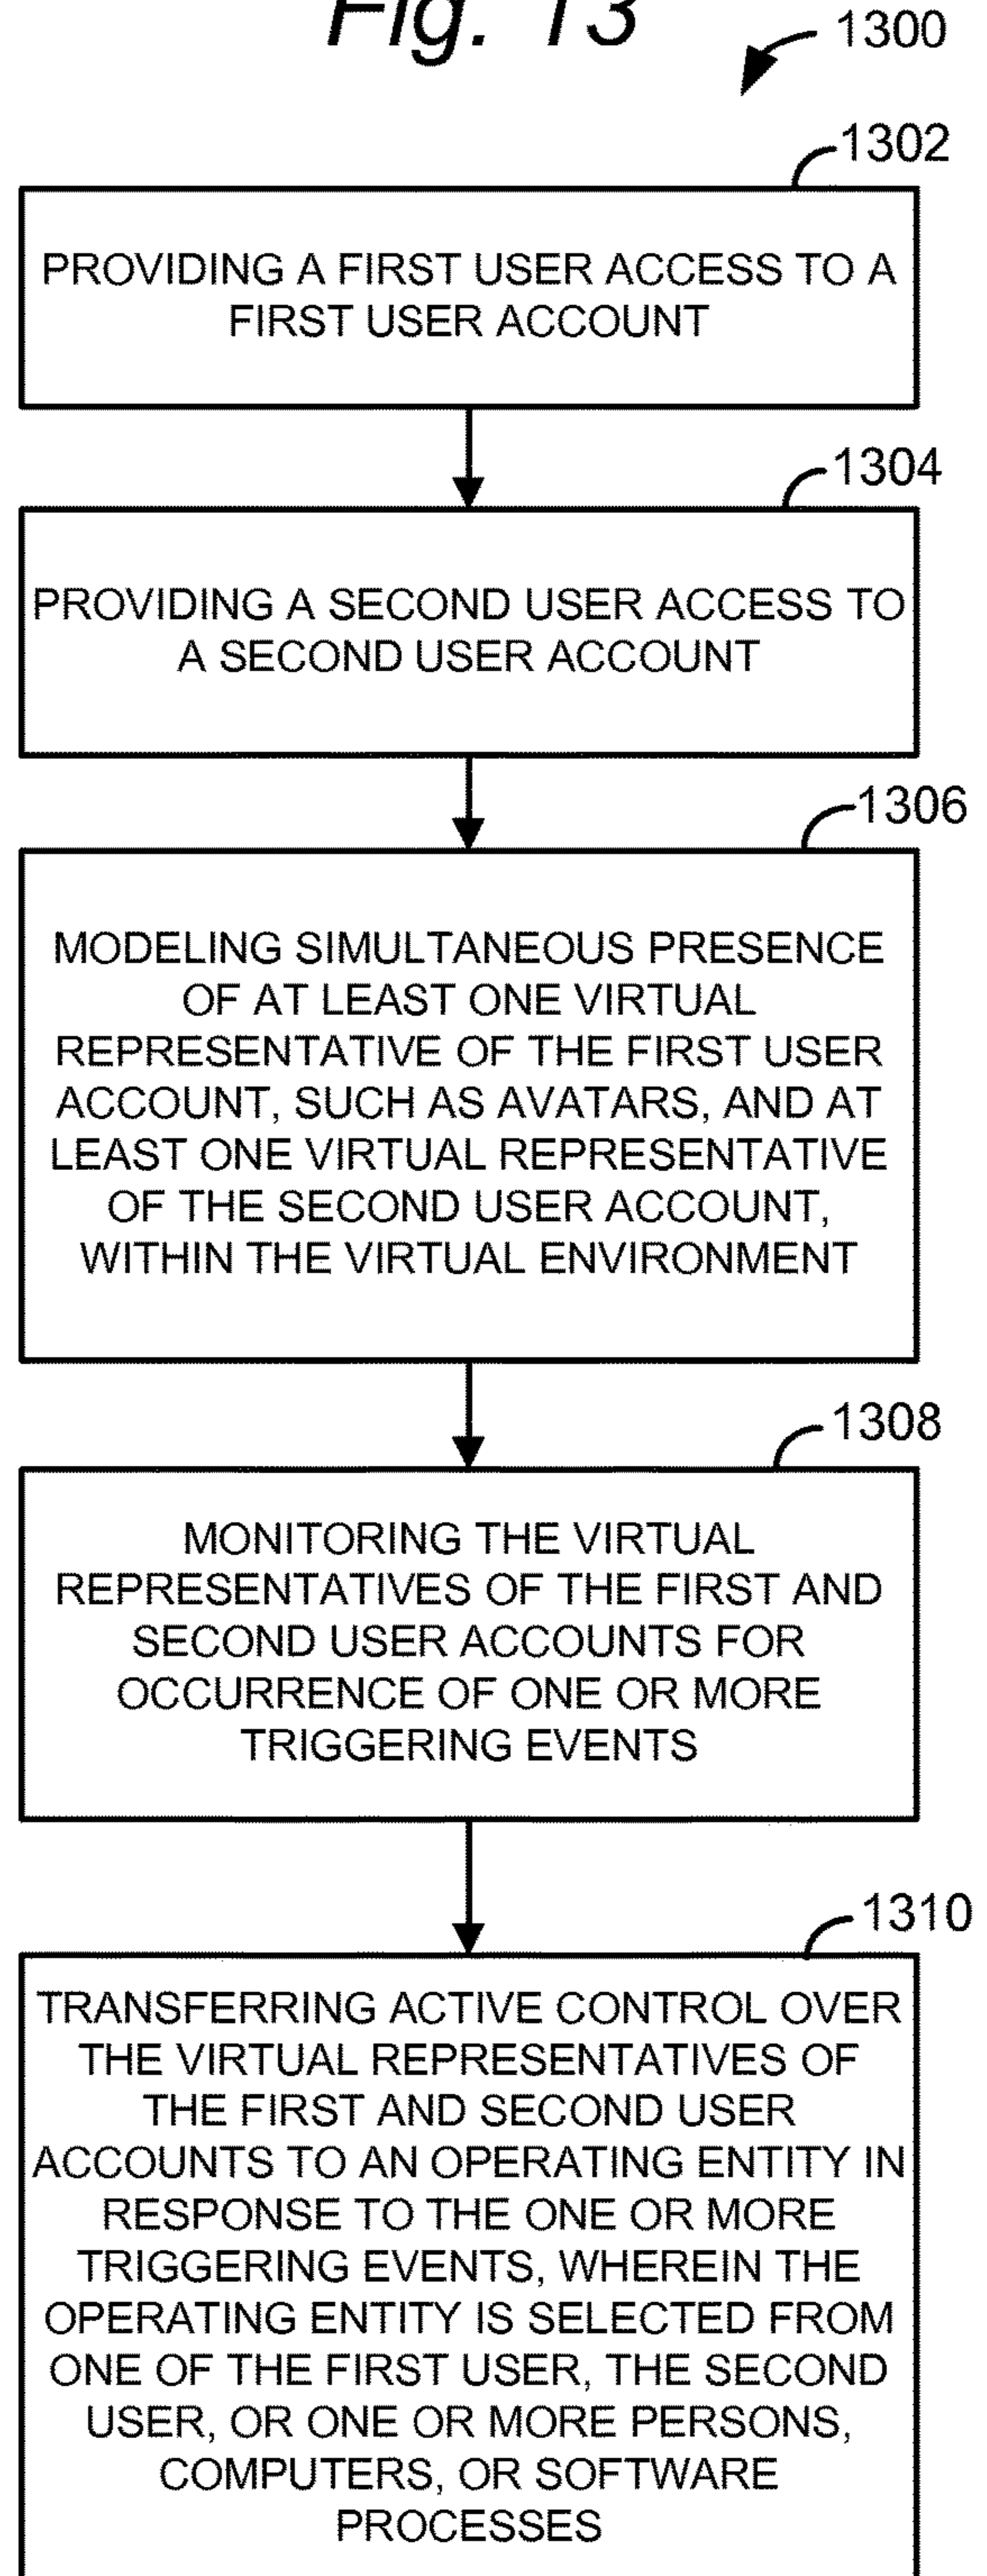 Fig. 13
1300
1302
PROVIDING A FIRST USER ACCESS TO A
FIRST USER ACCOUNT
1304
PROVIDING A SECOND USER ACCESS TO
A SECOND USER ACCOUNT
1306
MODELING SIMULTANEOUS PRESENCE
OF AT LEAST ONE VIRTUAL
REPRESENTATIVE OF THE FIRST USER
ACCOUNT, SUCH AS AVATARS, AND AT
LEAST ONE VIRTUAL REPRESENTATIVE
OF THE SECOND USER ACCOUNT,
WITHIN THE VIRTUAL ENVIRONMENT
1308
MONITORING THE VIRTUAL
REPRESENTATIVES OF THE FIRST AND
SECOND USER ACCOUNTS FOR
OCCURRENCE OF ONE OR MORE
TRIGGERING EVENTS
1310
TRANSFERRING ACTIVE CONTROL OVER
THE VIRTUAL REPRESENTATIVES OF
THE FIRST AND SECOND USER
ACCOUNTS TO AN OPERATING ENTITY IN
RESPONSE TO THE ONE OR MORE
TRIGGERING EVENTS, WHEREIN THE
OPERATING ENTITY IS SELECTED FROM
ONE OF THE FIRST USER, THE SECOND
USER, OR ONE OR MORE PERSONS,
COMPUTERS, OR SOFTWARE
PROCESSES